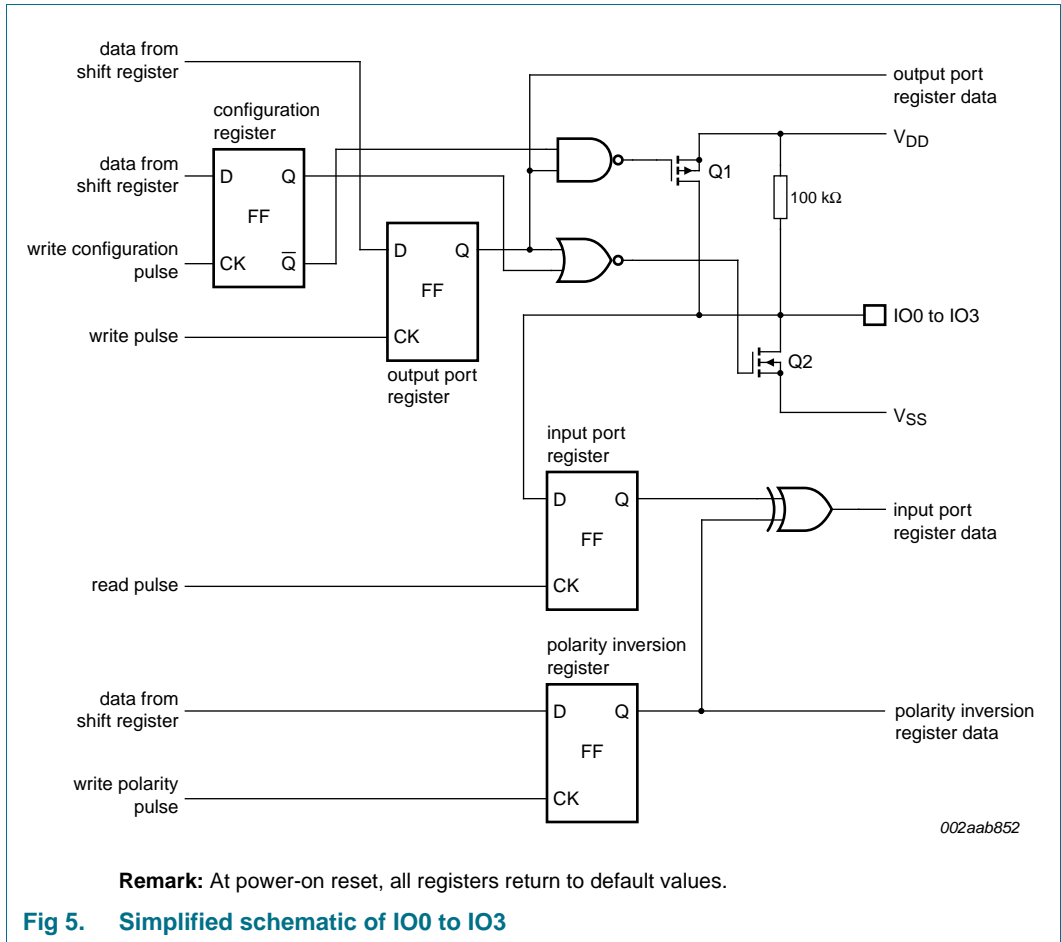 data from
shift register
output port
register data
configuration
register
V_DD
data from
shift register
D Q
Q1
100 kΩ
FF
D Q
write configuration
pulse
CK Q̅
FF
IO0 to IO3
write pulse
CK
Q2
output port
register
V_SS
input port
register
D Q
input port
register data
FF
read pulse
CK
polarity inversion
register
data from
shift register
D Q
polarity inversion
register data
FF
write polarity
pulse
CK
002aab852
Remark: At power-on reset, all registers return to default values.
Fig 5. Simplified schematic of IO0 to IO3